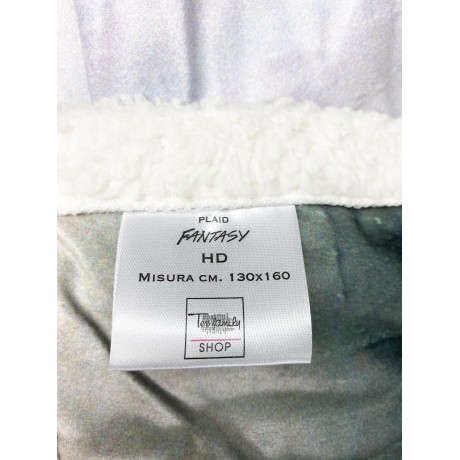 PLAID
FANTASY
HD
MISURA CM. 130X160
SHOP